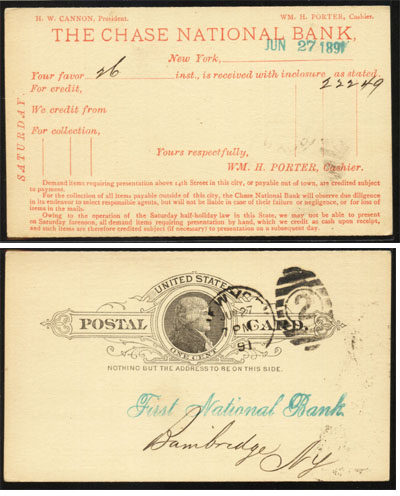 H. W. CANNON, President. WM. H. PORTER, Cashier.
THE CHASE NATIONAL BANK,
JUN 27 1891
New York,
Your favor 26 inst., is received with inclosure as stated.
For credit, 22249
We credit from
For collection,
SATURDAY.
Yours respectfully,
WM. H. PORTER, Cashier.
Demand items requiring presentation above 14th Street in this city, or payable out of town, are credited subject
to payment.
For the collection of all items payable outside of this city, the Chase National Bank will observe due diligence
in its endeavor to select responsible agents, but will not be liable in case of their failure or negligence, or for loss of
items in the mails.
Owing to the operation of the Saturday half-holiday law in this State, we may not be able to present
on Saturday forenoon, all demand items requiring presentation by hand, which we credit as cash upon receipt,
and such items are therefore credited subject (if necessary) to presentation on a subsequent day.
UNITED STATES
POSTAL CARD.
ONE CENT
27
PM
91
2
NOTHING BUT THE ADDRESS TO BE ON THIS SIDE.
First National Bank.
Bainbridge, NY